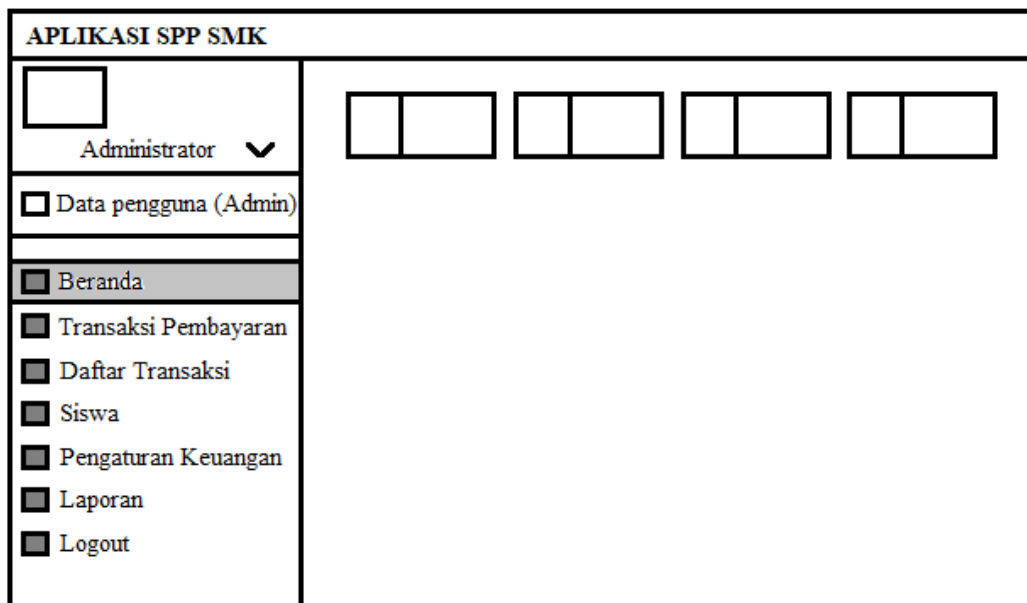 APLIKASI SPP SMK
Administrator
Data pengguna (Admin)
Beranda
Transaksi Pembayaran
Daftar Transaksi
Siswa
Pengaturan Keuangan
Laporan
Logout